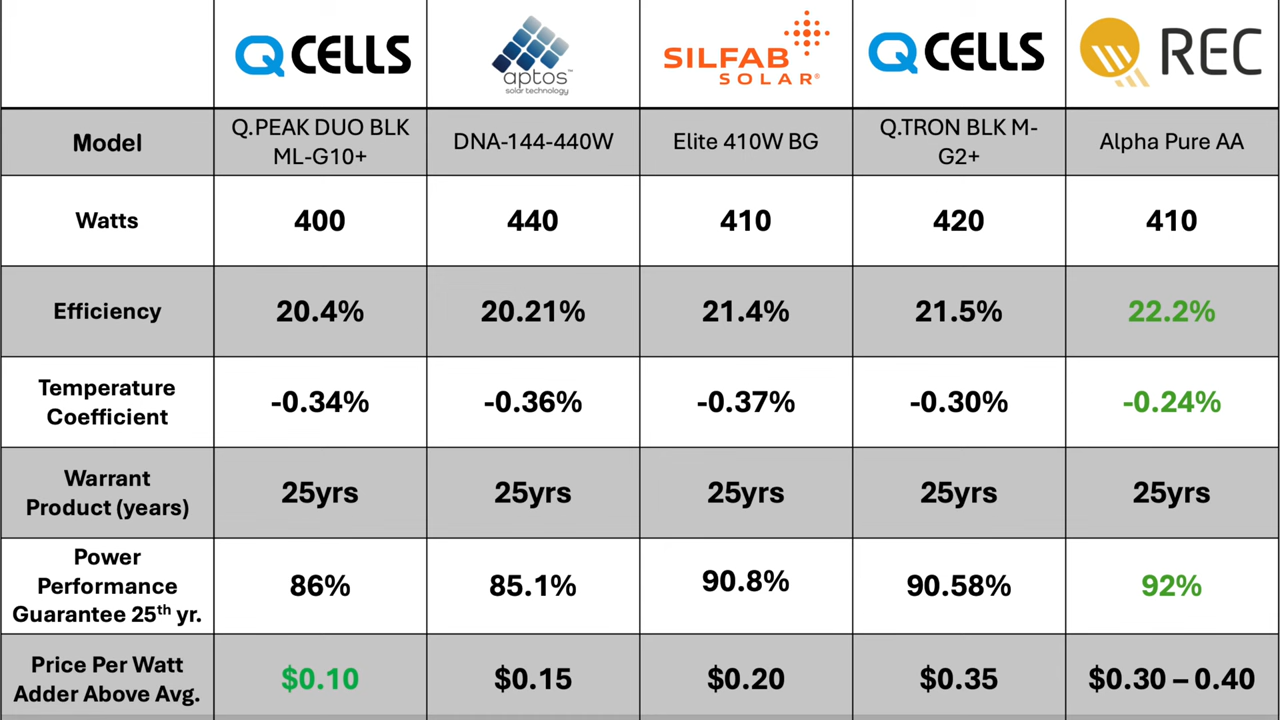 Q CELLS
aptos™
solar technology
SILFAB
SOLAR®
Q CELLS
REC
Model
Q.PEAK DUO BLK
ML-G10+
DNA-144-440W
Elite 410W BG
Q.TRON BLK M-
G2+
Alpha Pure AA
Watts
400
440
410
420
410
Efficiency
20.4%
20.21%
21.4%
21.5%
22.2%
Temperature
Coefficient
-0.34%
-0.36%
-0.37%
-0.30%
-0.24%
Warrant
Product (years)
25yrs
25yrs
25yrs
25yrs
25yrs
Power
Performance
Guarantee 25th yr.
86%
85.1%
90.8%
90.58%
92%
Price Per Watt
Adder Above Avg.
$0.10
$0.15
$0.20
$0.35
$0.30 – 0.40